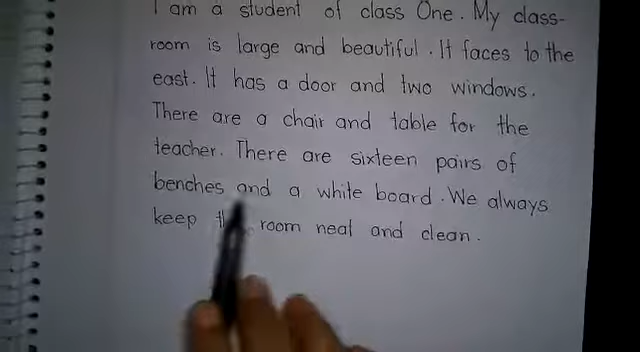 I am a student of class One. My class-
room is large and beautiful. It faces to the
east. It has a door and two windows.
There are a chair and table for the
teacher. There are sixteen pairs of
benches and a white board. We always
keep room neat and clean.